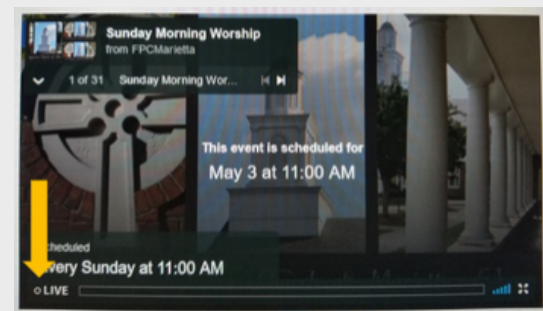 Sunday Morning Worship
from FPCMarietta
1 of 31 Sunday Morning Wor...
This event is scheduled for
May 3 at 11:00 AM
cheduled
very Sunday at 11:00 AM
LIVE